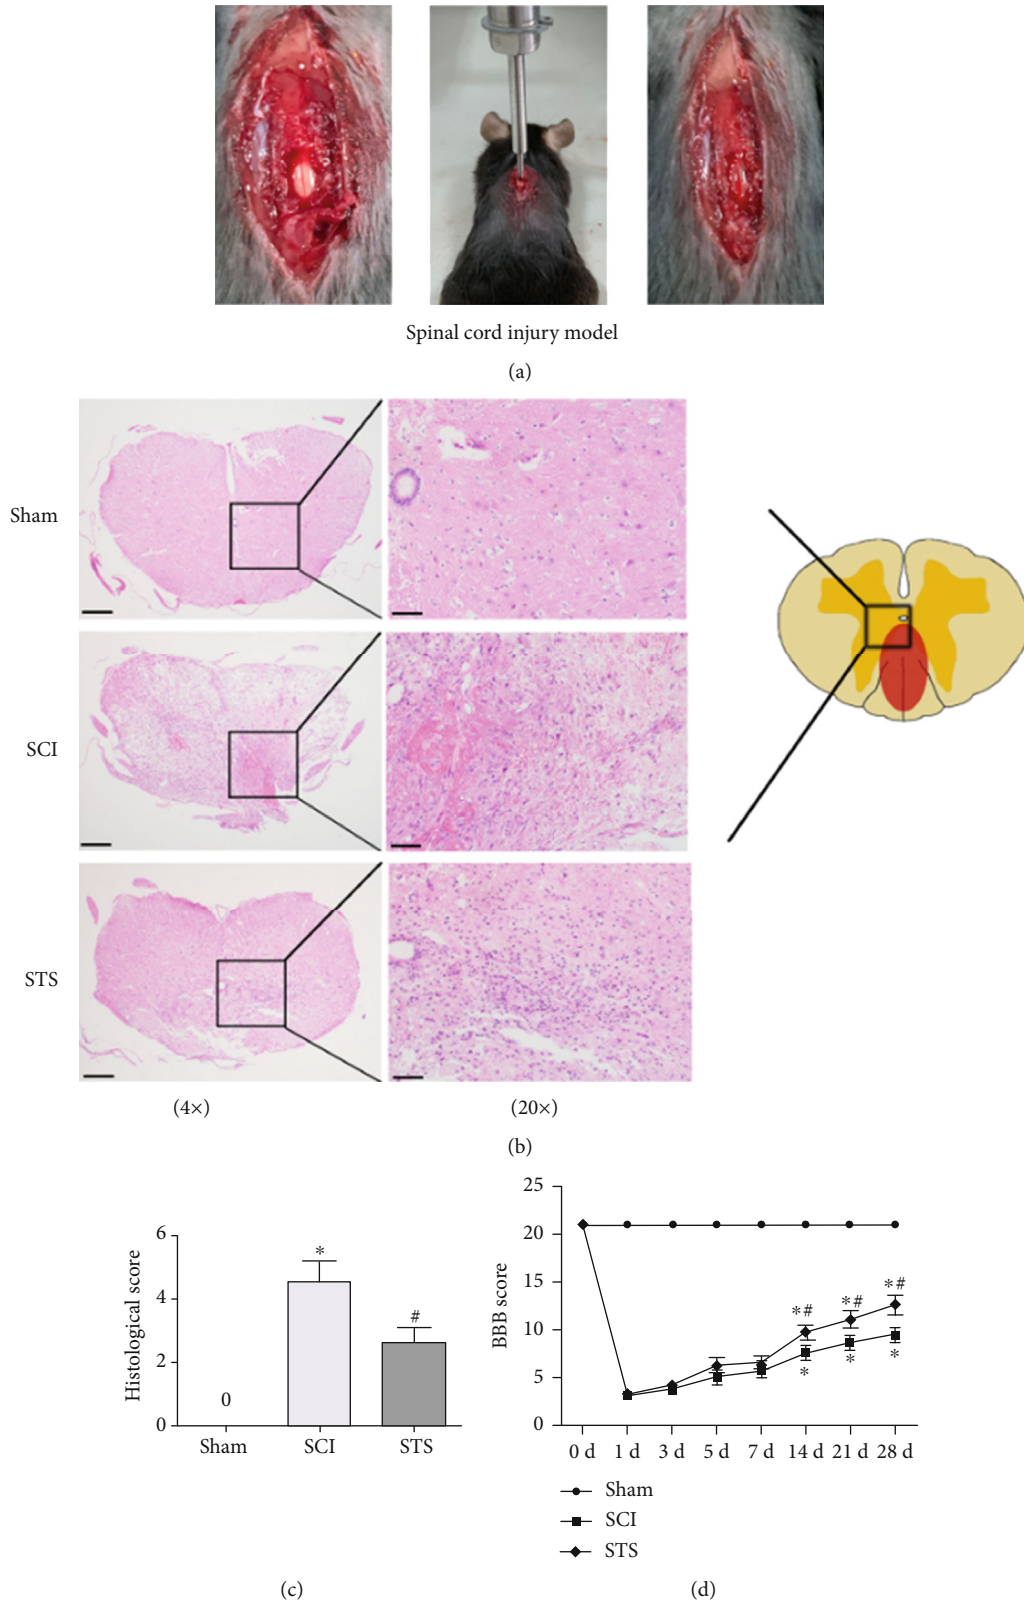 Spinal cord injury model
(a)
Sham
SCI
STS
(4×)
(20×)
(b)
Histological score
6
4
2
0
0
*
#
Sham
SCI
STS
(c)
BBB score
25
20
15
10
5
0
*#
*#
*#
*
*
*
0 d
1 d
3 d
5 d
7 d
14 d
21 d
28 d
Sham
SCI
STS
(d)